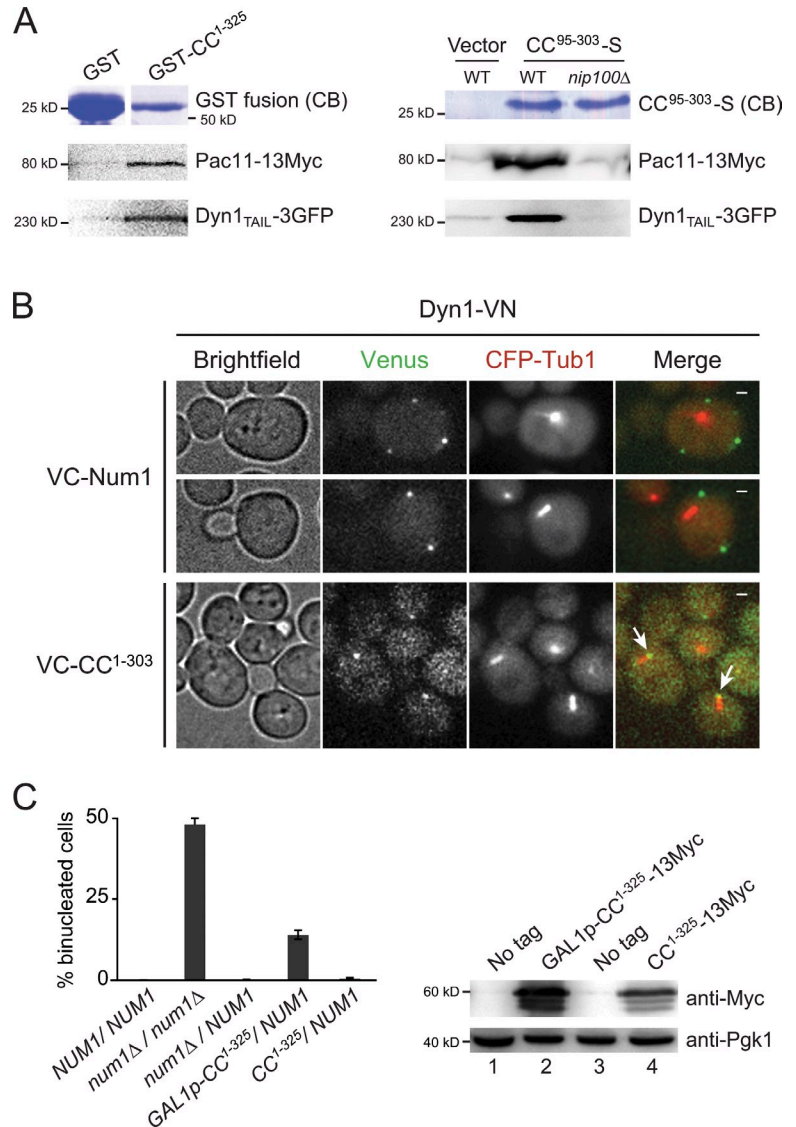 A
GST
GST-CC1-325
25 kD
GST fusion (CB)
50 kD
80 kD
Pac11-13Myc
230 kD
Dyn1TAIL-3GFP
Vector
CC95-303-S
WT
WT
nip100Δ
25 kD
CC95-303-S (CB)
80 kD
Pac11-13Myc
230 kD
Dyn1TAIL-3GFP
B
Dyn1-VN
Brightfield
Venus
CFP-Tub1
Merge
VC-Num1
VC-CC1-303
C
% binucleated cells
50
25
0
NUM1/ NUM1
num1Δ / num1Δ
num1Δ / NUM1
GAL1p-CC1-325/ NUM1
CC1-325/ NUM1
No tag
GAL1p-CC1-325-13Myc
No tag
CC1-325-13Myc
60 kD
anti-Myc
40 kD
anti-Pgk1
1 2 3 4